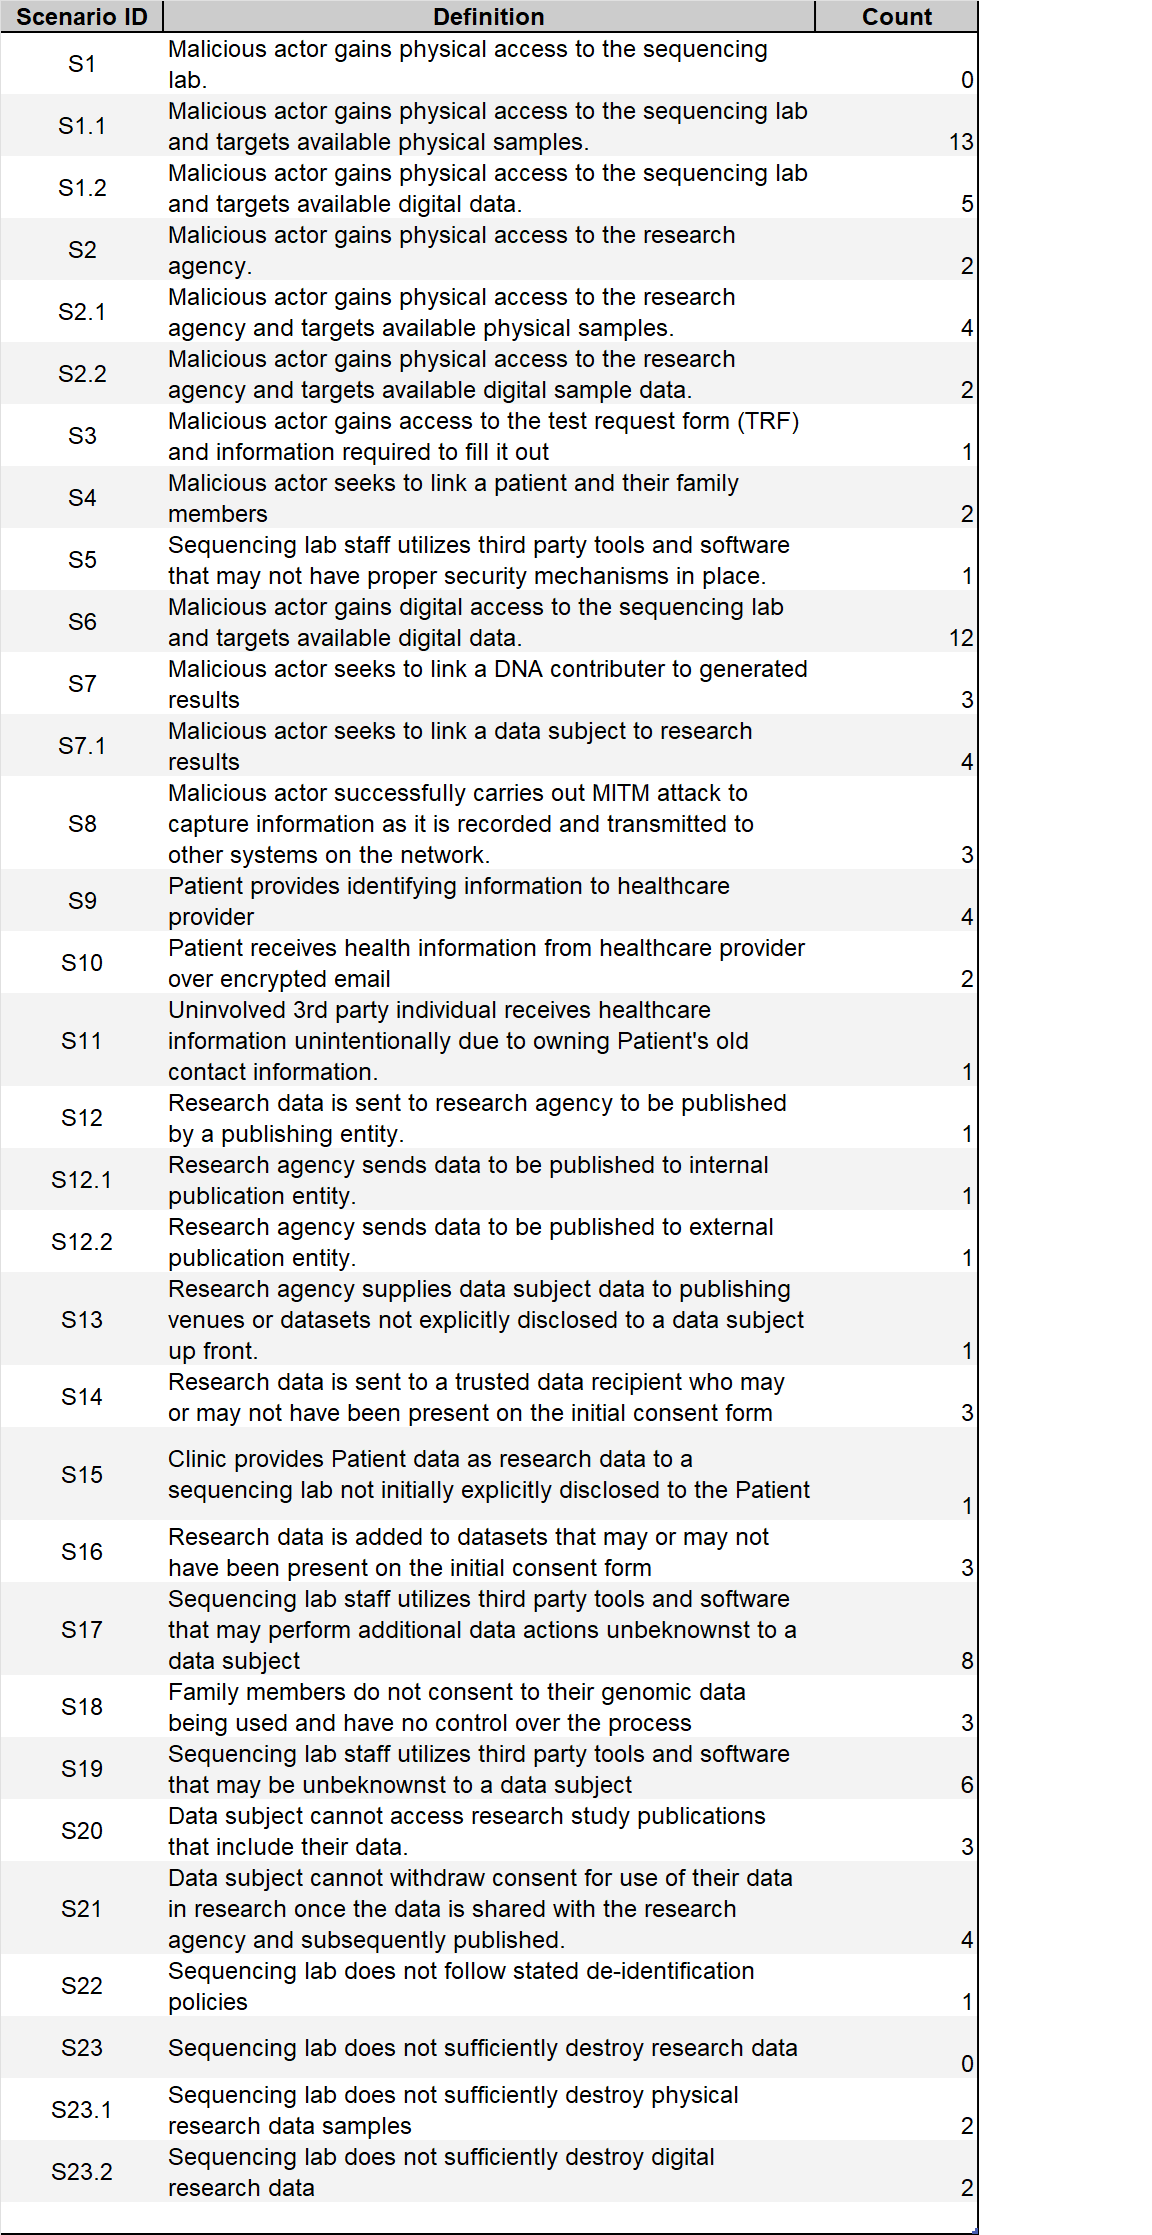 Scenario ID Definition Count
S1 Malicious actor gains physical access to the sequencing
lab. 0
S1.1 Malicious actor gains physical access to the sequencing lab
and targets available physical samples. 13
S1.2 Malicious actor gains physical access to the sequencing lab
and targets available digital data. 5
S2 Malicious actor gains physical access to the research
agency. 2
S2.1 Malicious actor gains physical access to the research
agency and targets available physical samples. 4
S2.2 Malicious actor gains physical access to the research
agency and targets available digital sample data. 2
S3 Malicious actor gains access to the test request form (TRF)
and information required to fill it out 1
S4 Malicious actor seeks to link a patient and their family
members 2
S5 Sequencing lab staff utilizes third party tools and software
that may not have proper security mechanisms in place. 1
S6 Malicious actor gains digital access to the sequencing lab
and targets available digital data. 12
S7 Malicious actor seeks to link a DNA contributer to generated
results 3
S7.1 Malicious actor seeks to link a data subject to research
results 4
Malicious actor successfully carries out MITM attack to
S8 capture information as it is recorded and transmitted to
other systems on the network. 3
S9 Patient provides identifying information to healthcare
provider 4
S10 Patient receives health information from healthcare provider
over encrypted email 2
Uninvolved 3rd party individual receives healthcare
S11 information unintentionally due to owning Patient's old
contact information. 1
S12 Research data is sent to research agency to be published
by a publishing entity. 1
S12.1 Research agency sends data to be published to internal
publication entity. 1
S12.2 Research agency sends data to be published to external
publication entity. 1
Research agency supplies data subject data to publishing
S13 venues or datasets not explicitly disclosed to a data subject
up front. 1
S14 Research data is sent to a trusted data recipient who may
or may not have been present on the initial consent form 3
S15 Clinic provides Patient data as research data to a
sequencing lab not initially explicitly disclosed to the Patient 1
S16 Research data is added to datasets that may or may not
have been present on the initial consent form 3
Sequencing lab staff utilizes third party tools and software
S17 that may perform additional data actions unbeknownst to a
data subject 8
S18 Family members do not consent to their genomic data
being used and have no control over the process 3
S19 Sequencing lab staff utilizes third party tools and software
that may be unbeknownst to a data subject 6
S20 Data subject cannot access research study publications
that include their data. 3
Data subject cannot withdraw consent for use of their data
S21 in research once the data is shared with the research
agency and subsequently published. 4
S22 Sequencing lab does not follow stated de-identification
policies 1
S23 Sequencing lab does not sufficiently destroy research data 0
S23.1 Sequencing lab does not sufficiently destroy physical
research data samples 2
S23.2 Sequencing lab does not sufficiently destroy digital
research data 2